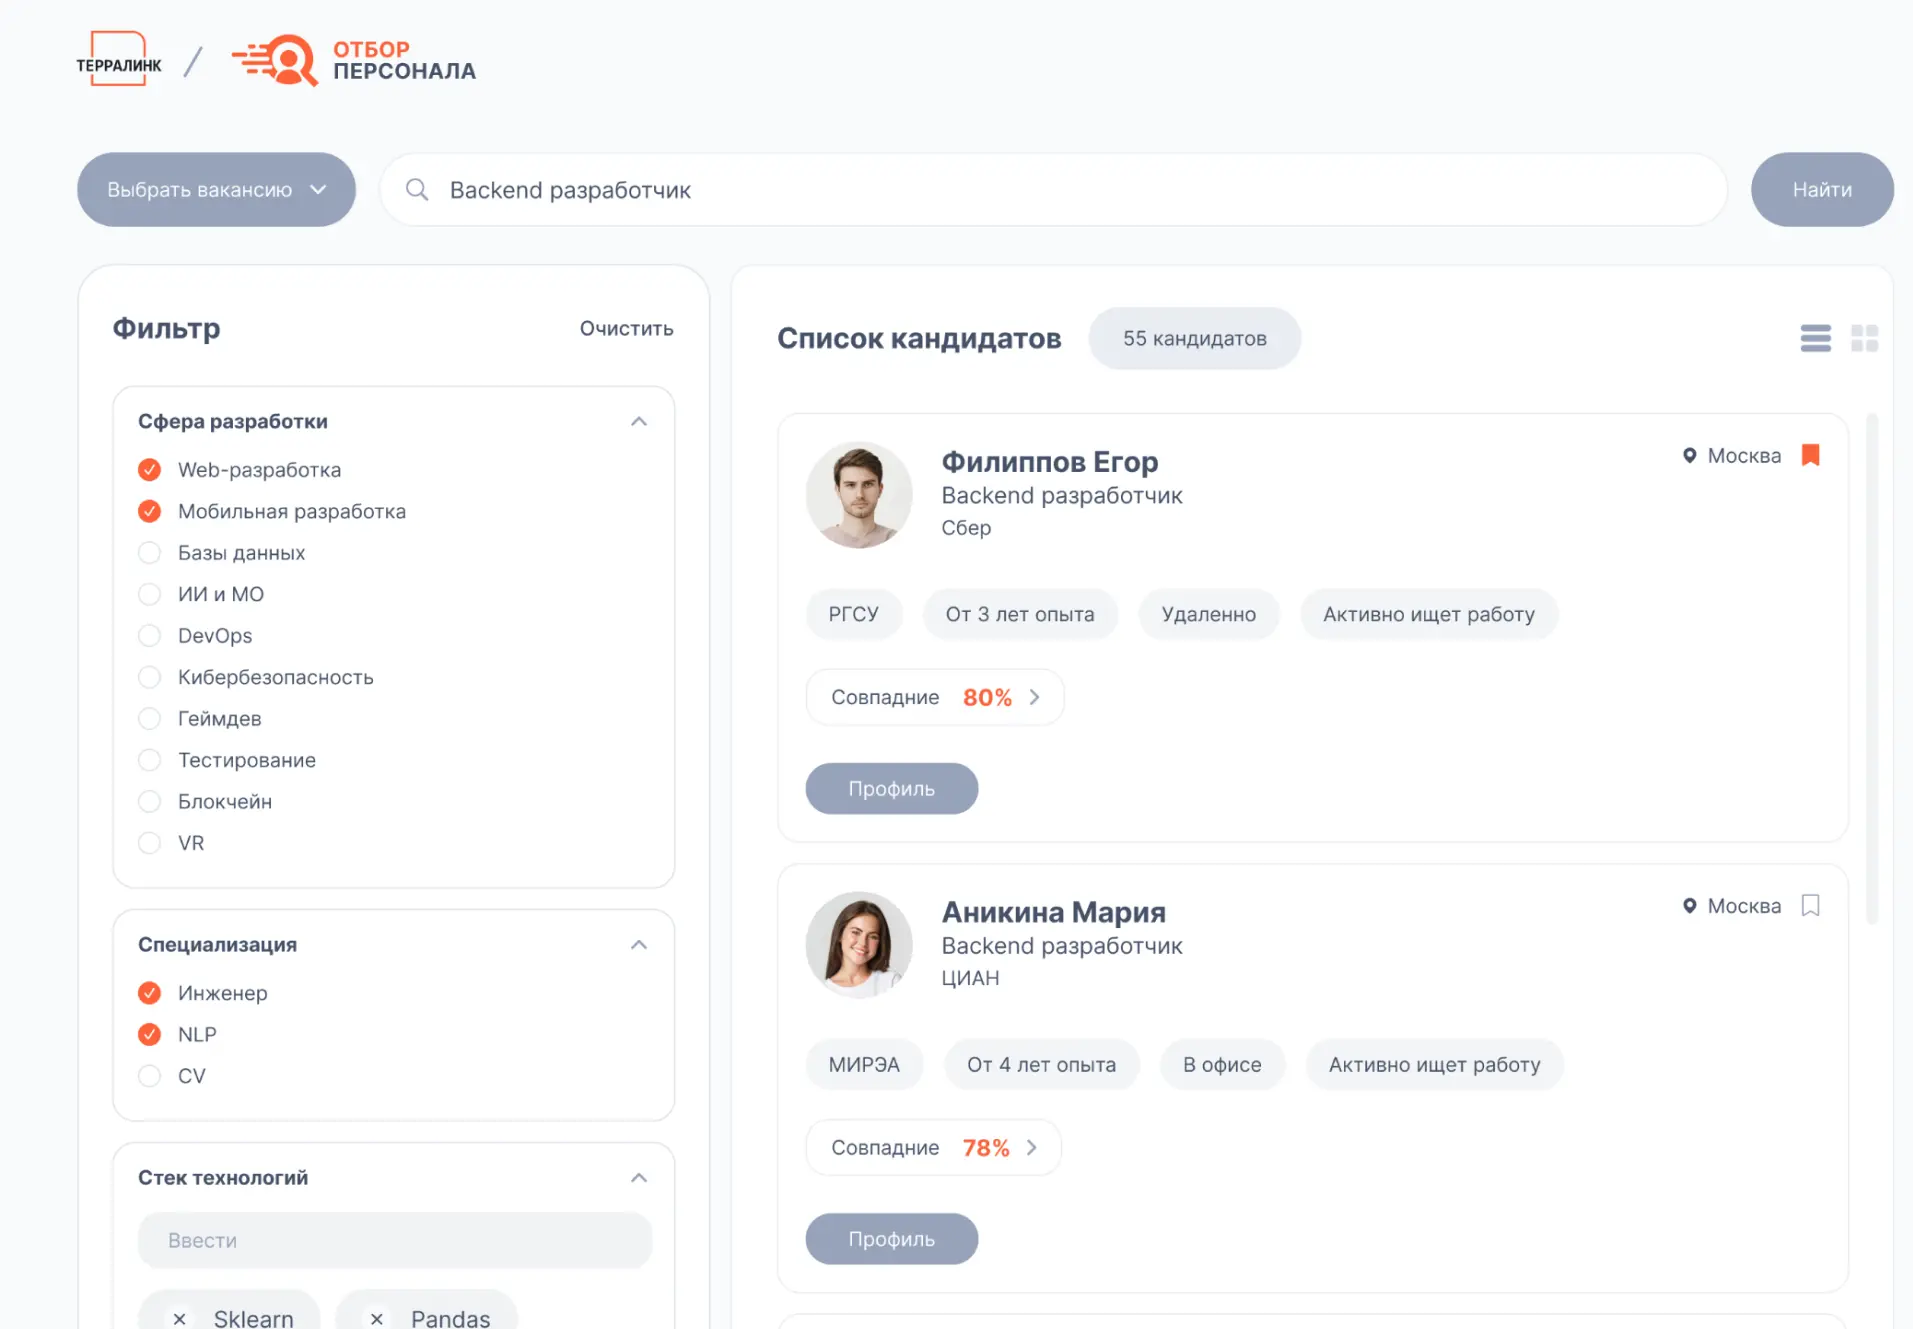 ТЕРРАЛИНК
ОТБОР
ПЕРСОНАЛА
Выбрать вакансию
Backend разработчик
Найти
Фильтр
Очистить
Сфера разработки
Web-разработка
Мобильная разработка
Базы данных
ИИ и МО
DevOps
Кибербезопасность
Геймдев
Тестирование
Блокчейн
VR
Специализация
Инженер
NLP
CV
Стек технологий
Ввести
Sklearn
Pandas
Список кандидатов
55 кандидатов
Филиппов Егор
Backend разработчик
Сбер
Москва
РГСУ
От 3 лет опыта
Удаленно
Активно ищет работу
Совпадние 80%
Профиль
Аникина Мария
Backend разработчик
ЦИАН
Москва
МИРЭА
От 4 лет опыта
В офисе
Активно ищет работу
Совпадние 78%
Профиль